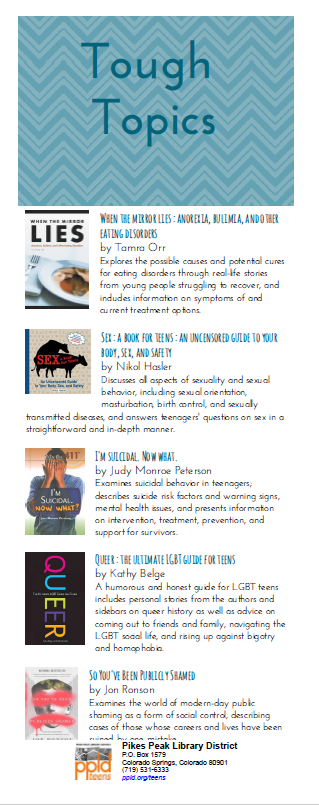 Tough
Topics
WHEN THE MIRROR
LIES
When the mirror lies : anorexia, bulimia, and other
eating disorders
by Tamra Orr
Explores the possible causes and potential cures
for eating disorders through real-life stories
from young people struggling to recover, and
includes information on symptoms of and
current treatment options.
SEX:
Sex : a book for teens : an uncensored guide to your
body, sex, and safety
by Nikol Hasler
Discusses all aspects of sexuality and sexual
behavior, including sexual orientation,
masturbation, birth control, and sexually
transmitted diseases, and answers teenagers' questions on sex in a
straightforward and in-depth manner.
I'M
SUICIDAL.
NOW WHAT?
I'm suicidal. Now what.
by Judy Monroe Peterson
Examines suicidal behavior in teenagers;
describes suicide risk factors and warning signs,
mental health issues, and presents information
on intervention, treatment, prevention, and
support for survivors.
QUEER
Queer : the ultimate LGBT guide for teens
by Kathy Belge
A humorous and honest guide for LGBT teens
includes personal stories from the authors and
sidebars on queer history as well as advice on
coming out to friends and family, navigating the
LGBT social life, and rising up against bigotry
and homophobia.
So You've Been Publicly Shamed
by Jon Ronson
Examines the world of modern-day public
shaming as a form of social control, describing
cases of those whose careers and lives have been
ruined by one mistake
ppld
teens
Pikes Peak Library District
P.O. Box 1579
Colorado Springs, Colorado 80901
(719) 531-6333
ppld.org/teens